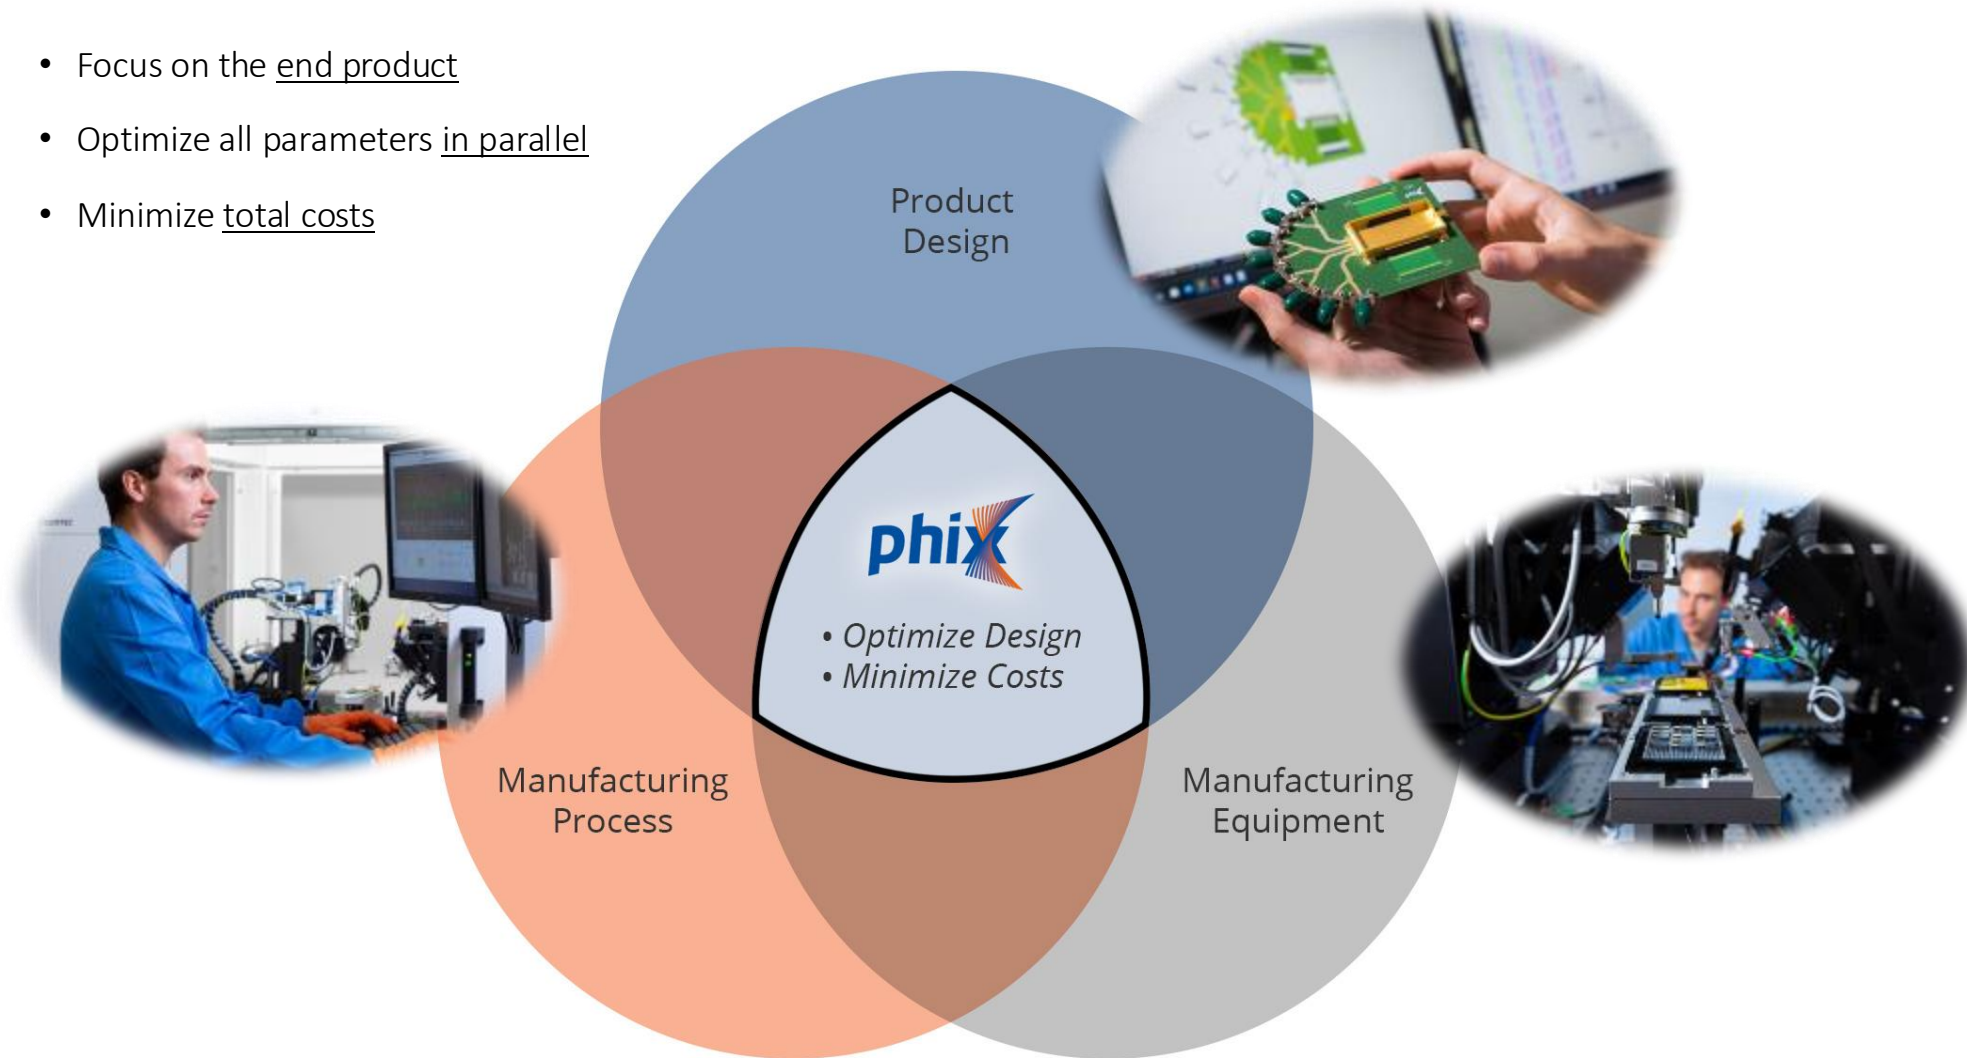 • Focus on the end product
• Optimize all parameters in parallel
• Minimize total costs
Product
Design
phix
• Optimize Design
• Minimize Costs
Manufacturing
Process
Manufacturing
Equipment